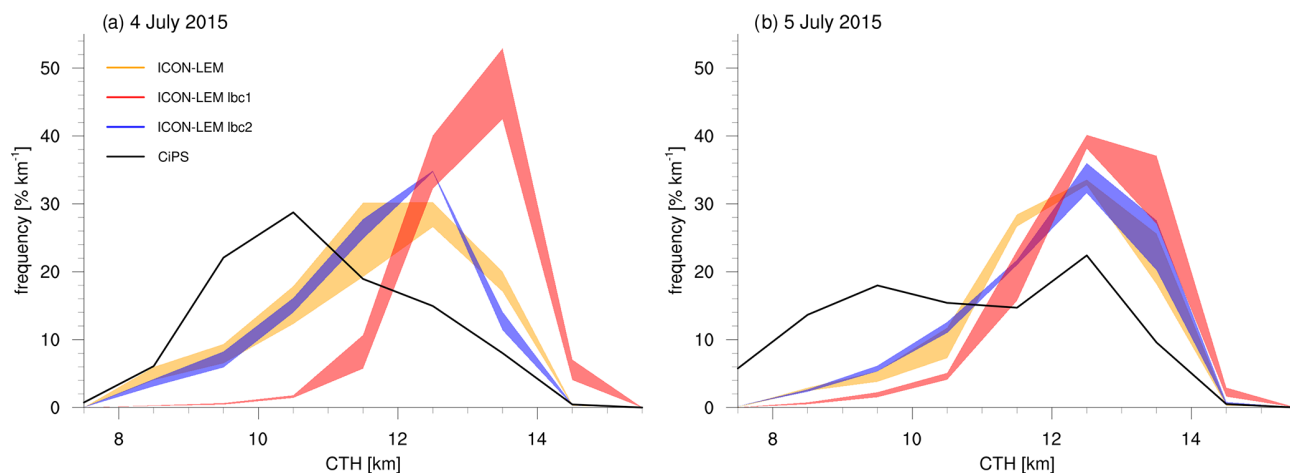 (a) 4 July 2015
ICON-LEM
ICON-LEM lbc1
ICON-LEM lbc2
CiPS
frequency [% km⁻¹]
50
40
30
20
10
0
8 10 12 14
CTH [km]
(b) 5 July 2015
frequency [% km⁻¹]
50
40
30
20
10
0
8 10 12 14
CTH [km]